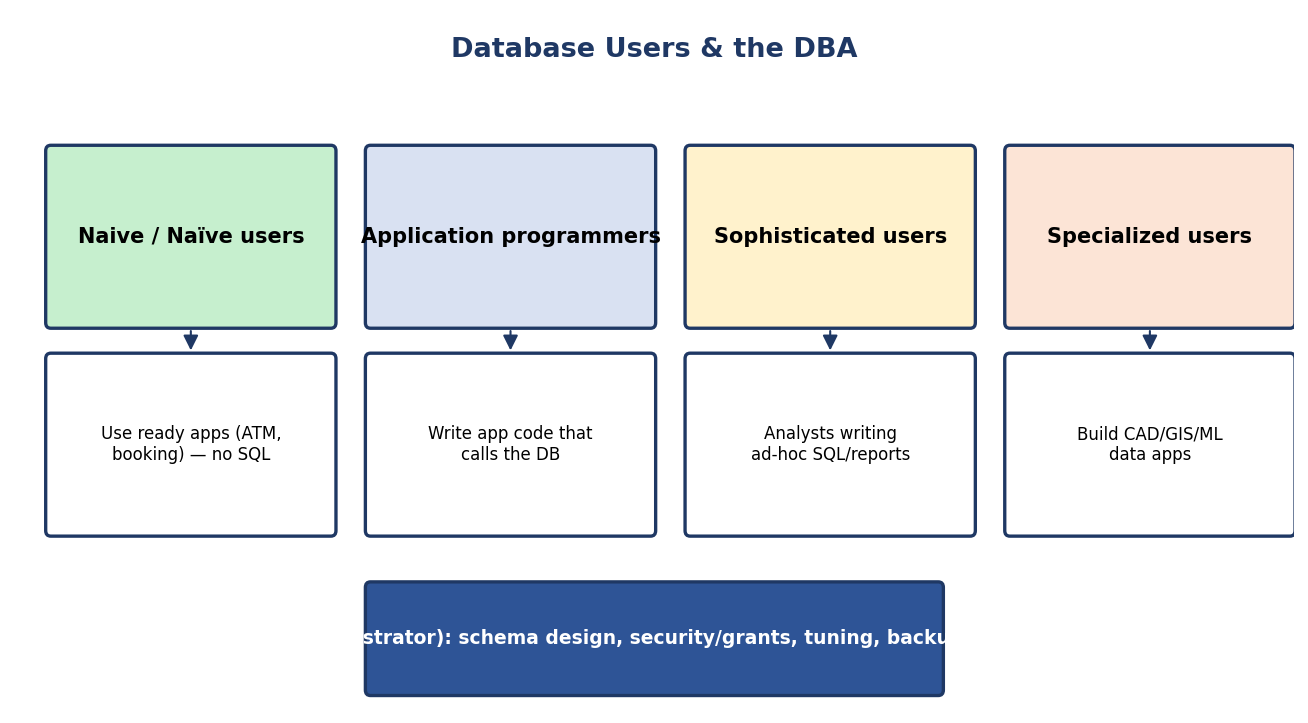 Database Users & the DBA
Naive / Naïve users
Application programmers
Sophisticated users
Specialized users
Use ready apps (ATM,
booking) — no SQL
Write app code that
calls the DB
Analysts writing
ad-hoc SQL/reports
Build CAD/GIS/ML
data apps
strator): schema design, security/grants, tuning, backu